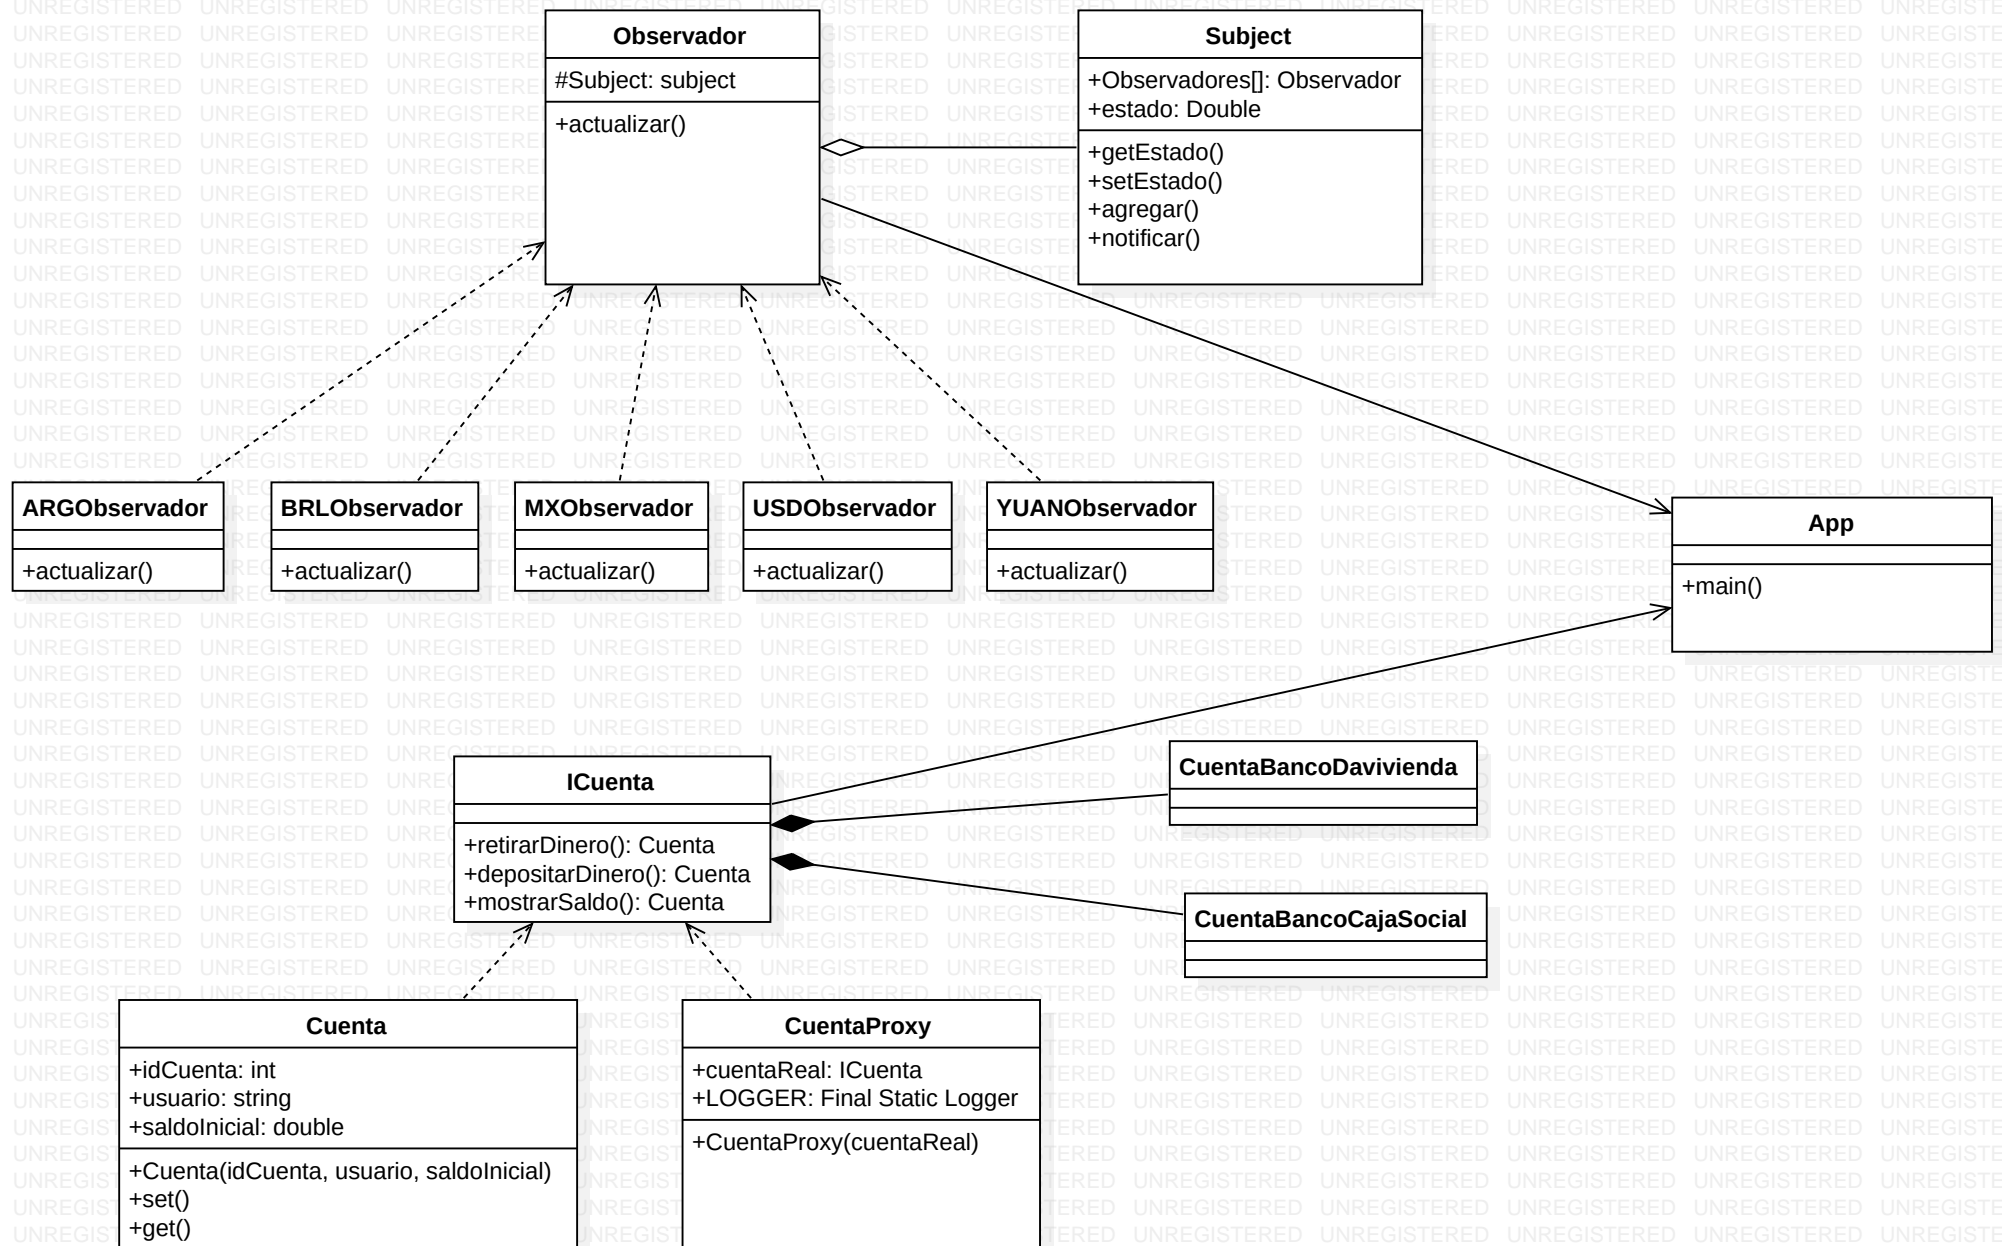 Observador
#Subject: subject
+actualizar()
Subject
+Observadores[]: Observador
+estado: Double
+getEstado()
+setEstado()
+agregar()
+notificar()
ARGObservador
+actualizar()
BRLObservador
+actualizar()
MXObservador
+actualizar()
USDObservador
+actualizar()
YUANObservador
+actualizar()
App
+main()
ICuenta
+retirarDinero(): Cuenta
+depositarDinero(): Cuenta
+mostrarSaldo(): Cuenta
CuentaBancoDavivienda
CuentaBancoCajaSocial
Cuenta
+idCuenta: int
+usuario: string
+saldoInicial: double
+Cuenta(idCuenta, usuario, saldoInicial)
+set()
+get()
CuentaProxy
+cuentaReal: ICuenta
+LOGGER: Final Static Logger
+CuentaProxy(cuentaReal)
UNREGISTERED